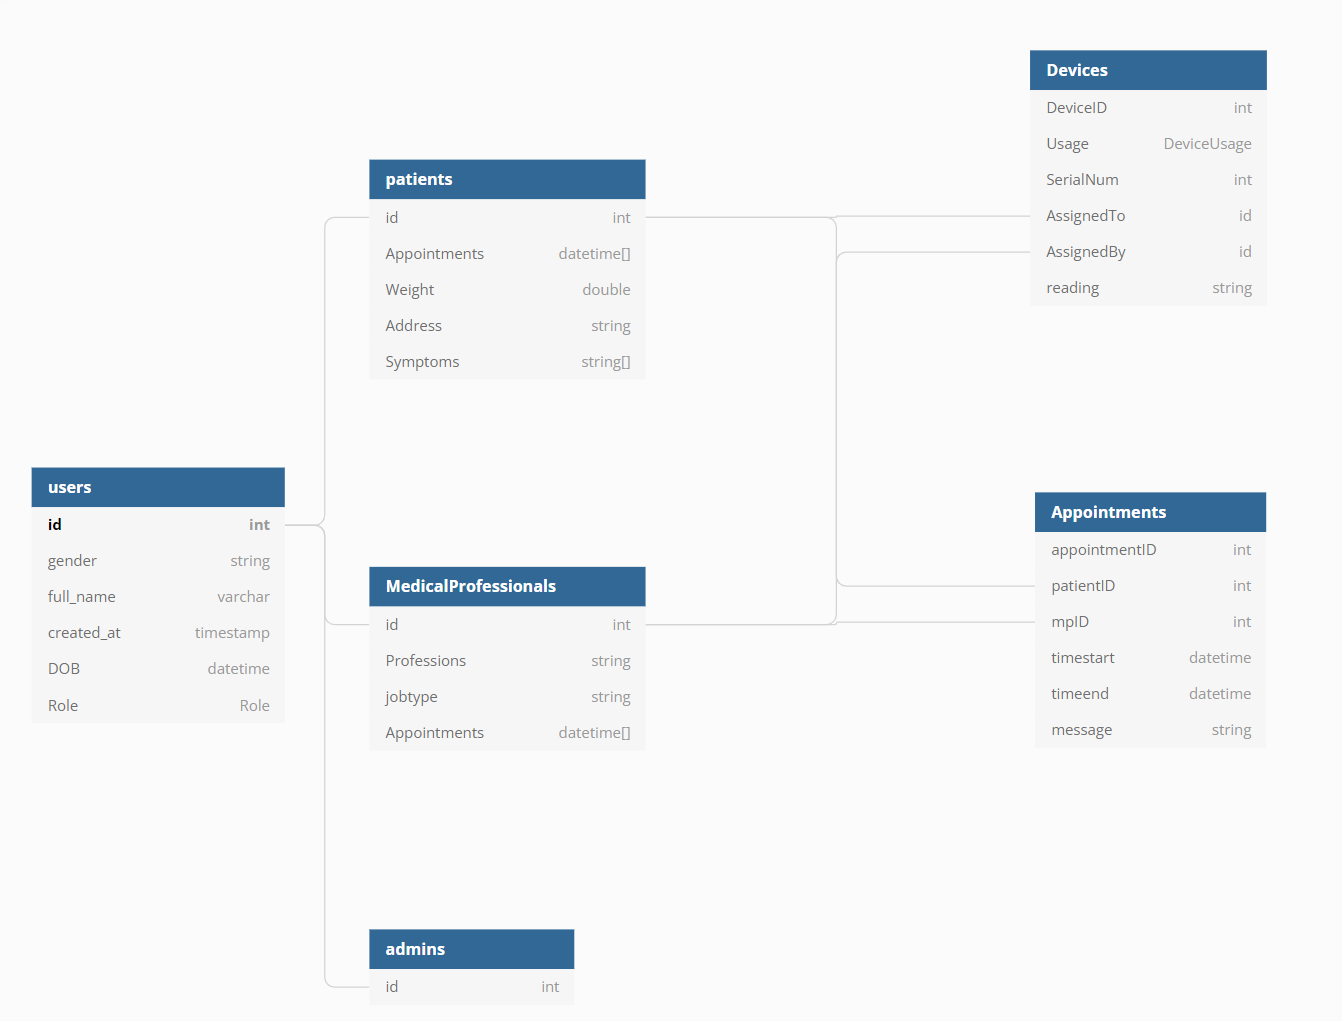 Devices
DeviceID int
Usage DeviceUsage
SerialNum int
AssignedTo id
AssignedBy id
reading string
patients
id int
Appointments datetime[]
Weight double
Address string
Symptoms string[]
users
id int
gender string
full_name varchar
created_at timestamp
DOB datetime
Role Role
MedicalProfessionals
id int
Professions string
jobtype string
Appointments datetime[]
Appointments
appointmentID int
patientID int
mpID int
timestart datetime
timeend datetime
message string
admins
id int